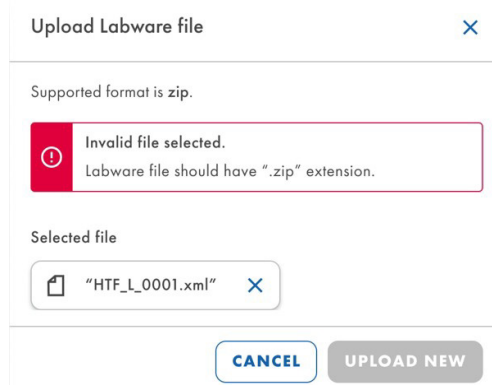 Upload Labware file
Supported format is zip.
Invalid file selected.
Labware file should have “.zip” extension.
Selected file
“HTF_L_0001.xml”
CANCEL
UPLOAD NEW